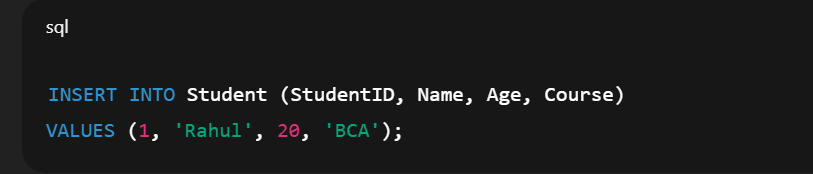 sql
INSERT INTO Student (StudentID, Name, Age, Course)
VALUES (1, 'Rahul', 20, 'BCA');